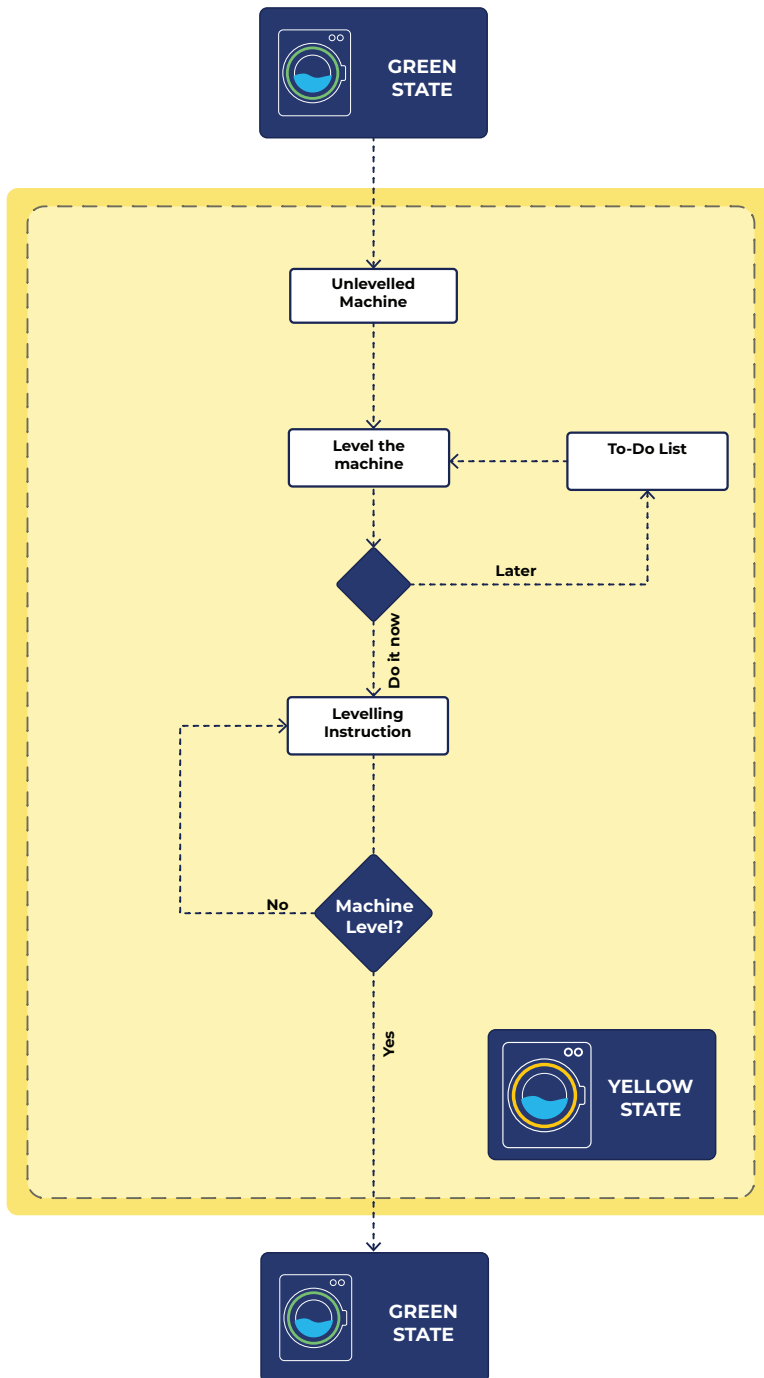 GREEN
STATE
Unlevelled
Machine
Level the
machine
To-Do List
Later
Do it now
Levelling
Instruction
No
Machine
Level?
Yes
YELLOW
STATE
GREEN
STATE